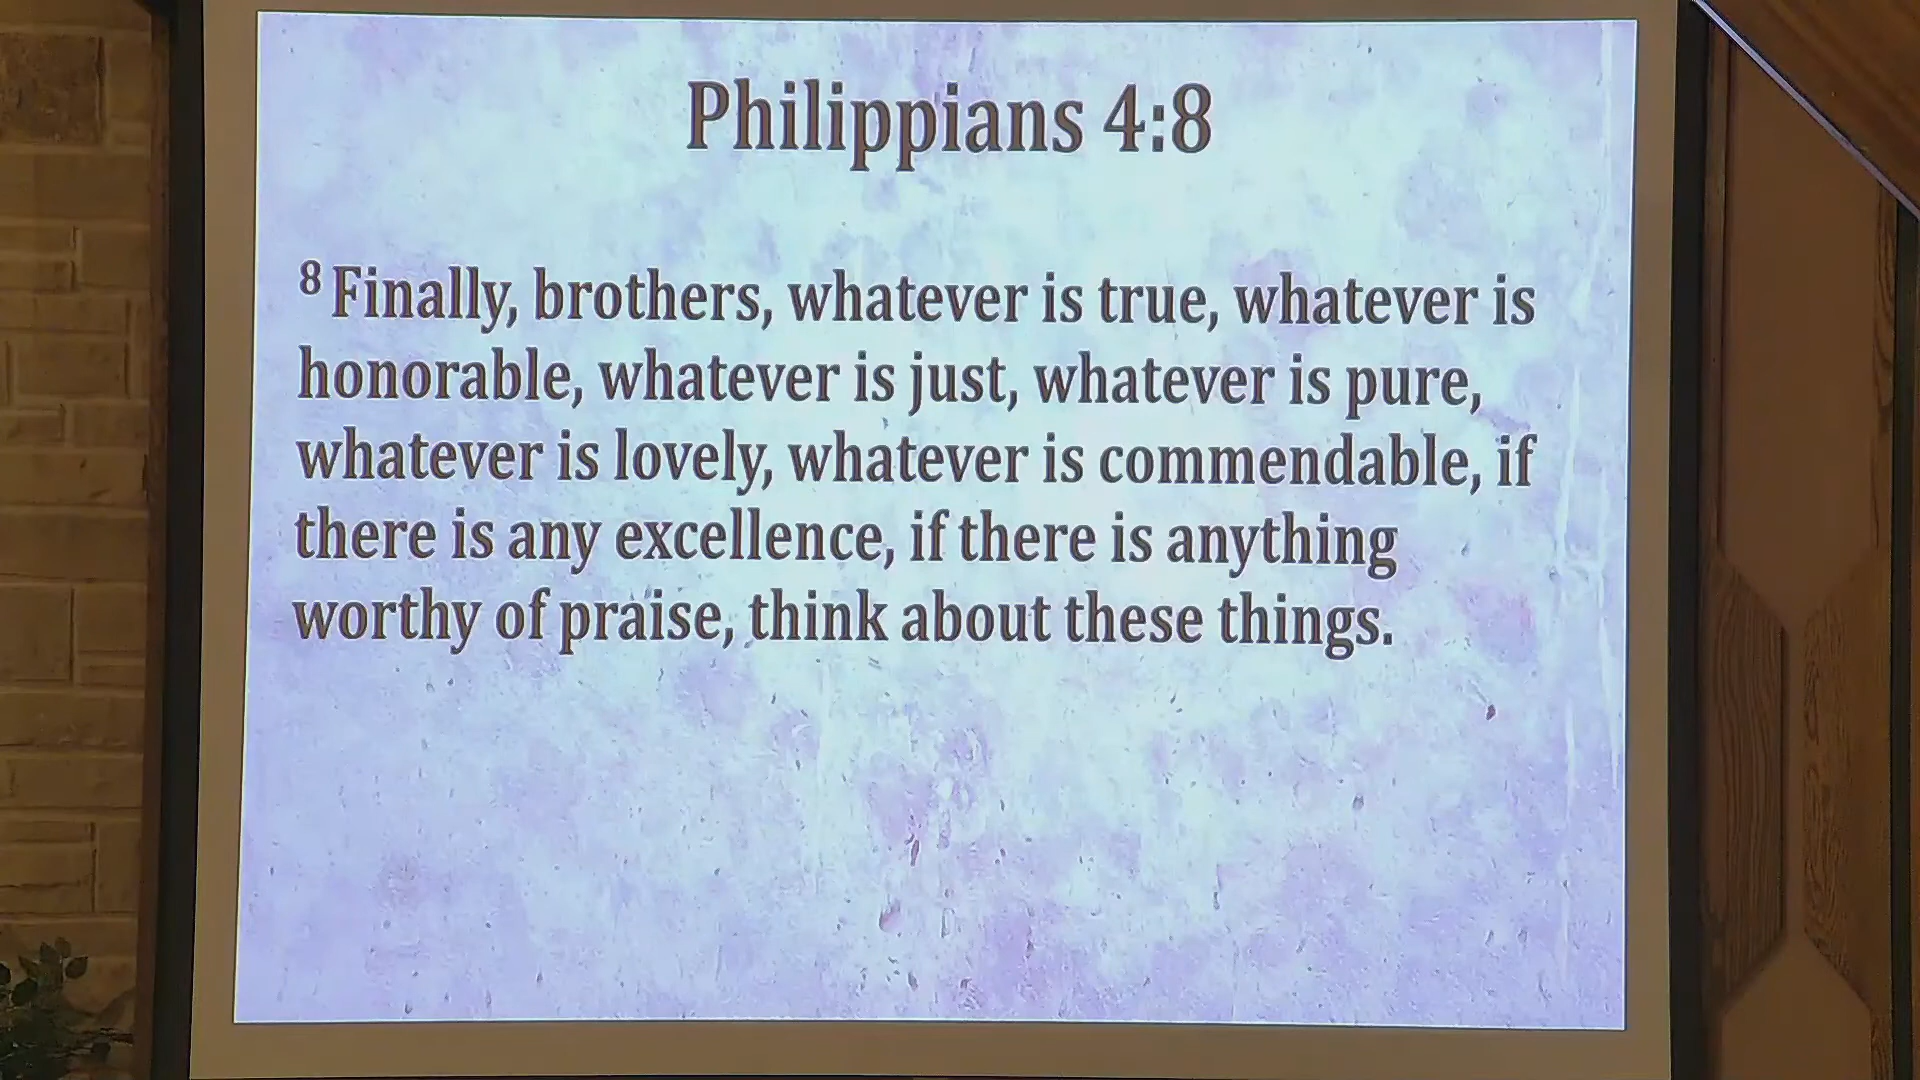 Philippians 4:8
8 Finally, brothers, whatever is true, whatever is
honorable, whatever is just, whatever is pure,
whatever is lovely, whatever is commendable, if
there is any excellence, if there is anything
worthy of praise, think about these things.